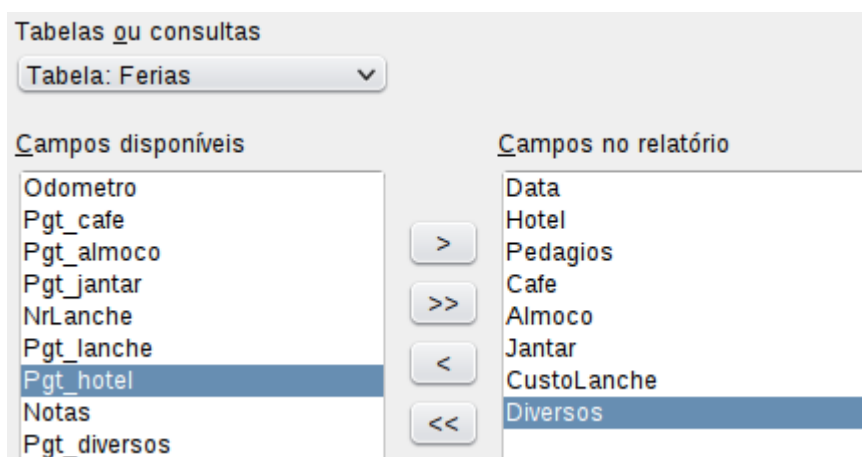 Tabelas ou consultas
Tabela: Ferias
Campos disponíveis
Odometro
Pgt_cafe
Pgt_almoco
Pgt_jantar
NrLanche
Pgt_lanche
Pgt_hotel
Notas
Pgt_diversos
>
>>
<
<<
Campos no relatório
Data
Hotel
Pedagios
Cafe
Almoco
Jantar
CustoLanche
Diversos